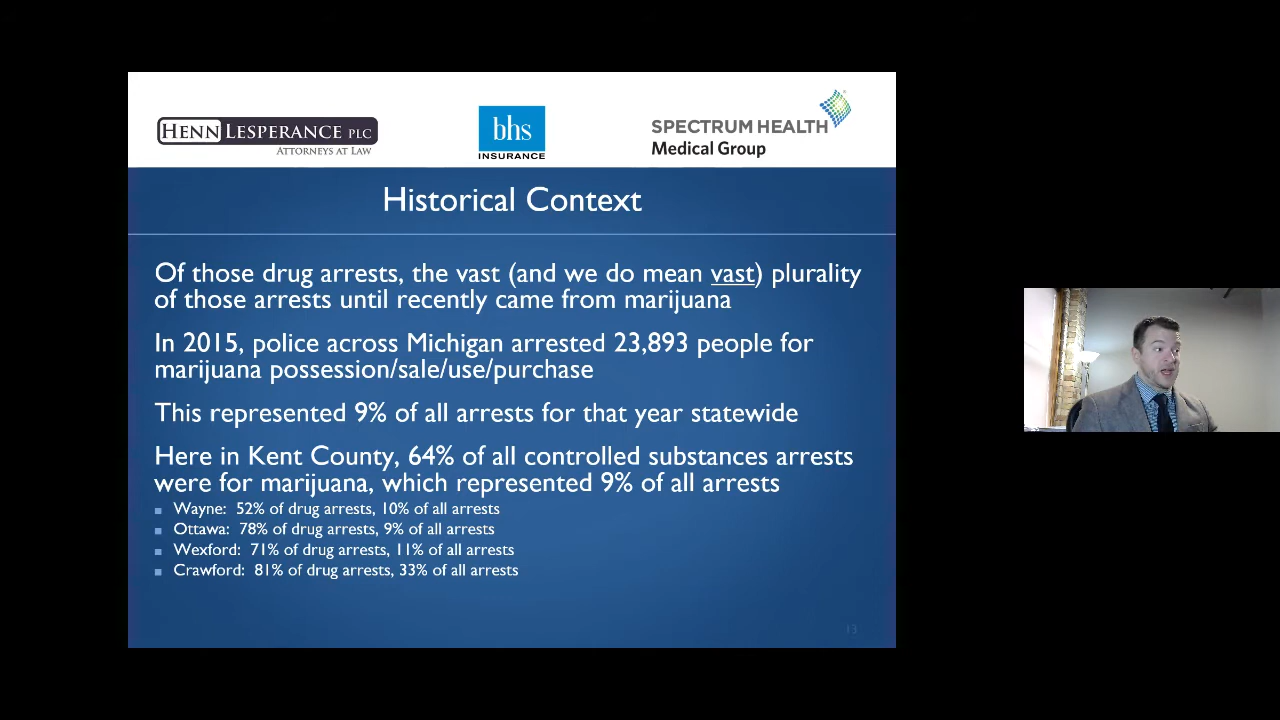 HENN LESPERANCE PLC
ATTORNEYS AT LAW
bhs
INSURANCE
SPECTRUM HEALTH
Medical Group
Historical Context
Of those drug arrests, the vast (and we do mean vast) plurality
of those arrests until recently came from marijuana
In 2015, police across Michigan arrested 23,893 people for
marijuana possession/sale/use/purchase
This represented 9% of all arrests for that year statewide
Here in Kent County, 64% of all controlled substances arrests
were for marijuana, which represented 9% of all arrests
Wayne: 52% of drug arrests, 10% of all arrests
Ottawa: 78% of drug arrests, 9% of all arrests
Wexford: 71% of drug arrests, 11% of all arrests
Crawford: 81% of drug arrests, 33% of all arrests
13